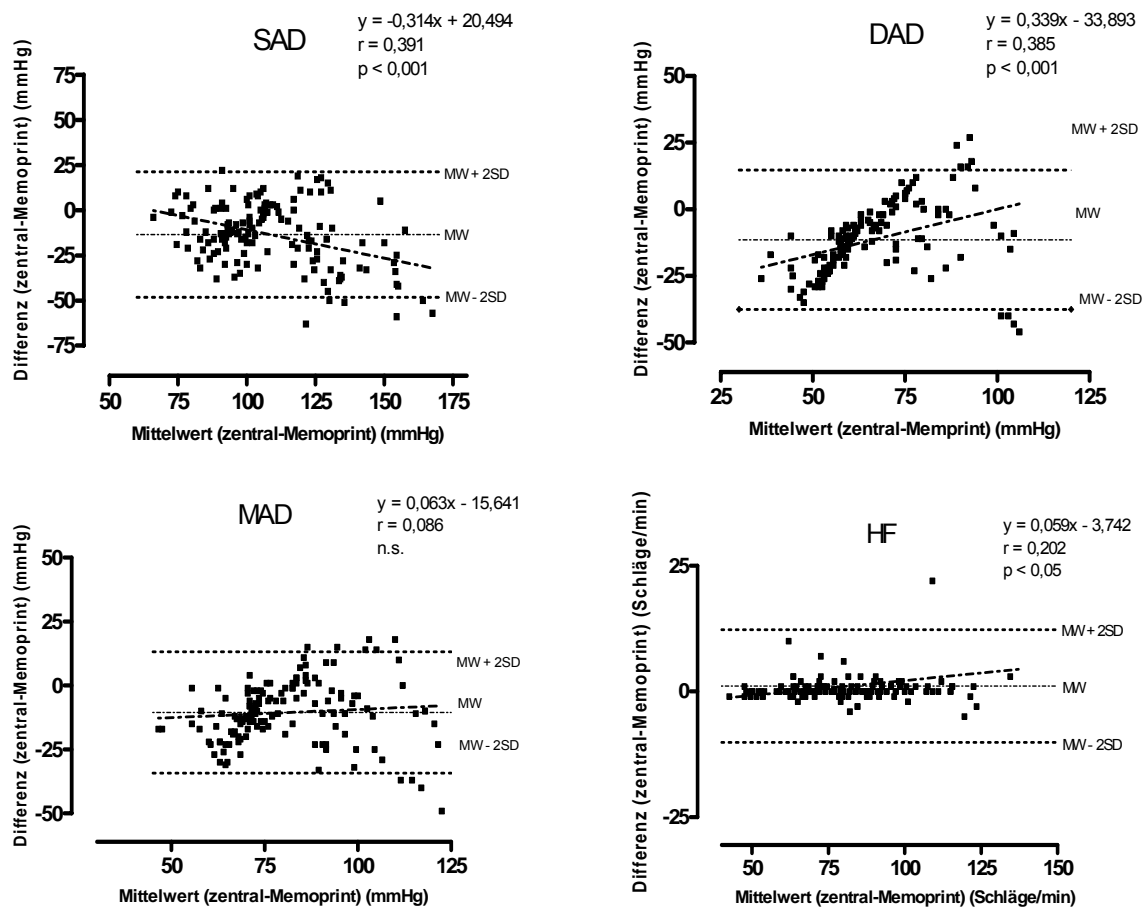 SAD
y = -0,314x + 20,494
r = 0,391
p < 0,001
Differenz (zentral-Memoprint) (mmHg)
75
50
25
0
-25
-50
-75
MW + 2SD
MW
MW - 2SD
50 75 100 125 150 175
Mittelwert (zentral-Memoprint) (mmHg)
DAD
y = 0,339x - 33,893
r = 0,385
p < 0,001
Differenz (zentral-Memoprint) (mmHg)
50
25
0
-25
-50
MW + 2SD
MW
MW - 2SD
25 50 75 100 125
Mittelwert (zentral-Memprint) (mmHg)
MAD
y = 0,063x - 15,641
r = 0,086
n.s.
Differenz (zentral-Memoprint) (mmHg)
50
25
0
-25
-50
MW + 2SD
MW
MW - 2SD
50 75 100 125
Mittelwert (zentral-Memoprint) (mmHg)
HF
y = 0,059x - 3,742
r = 0,202
p < 0,05
Differenz (zentral-Memoprint) (Schläge/min)
25
0
-25
MW + 2SD
MW
MW - 2SD
50 75 100 125 150
Mittelwert (zentral-Memoprint) (Schläge/min)